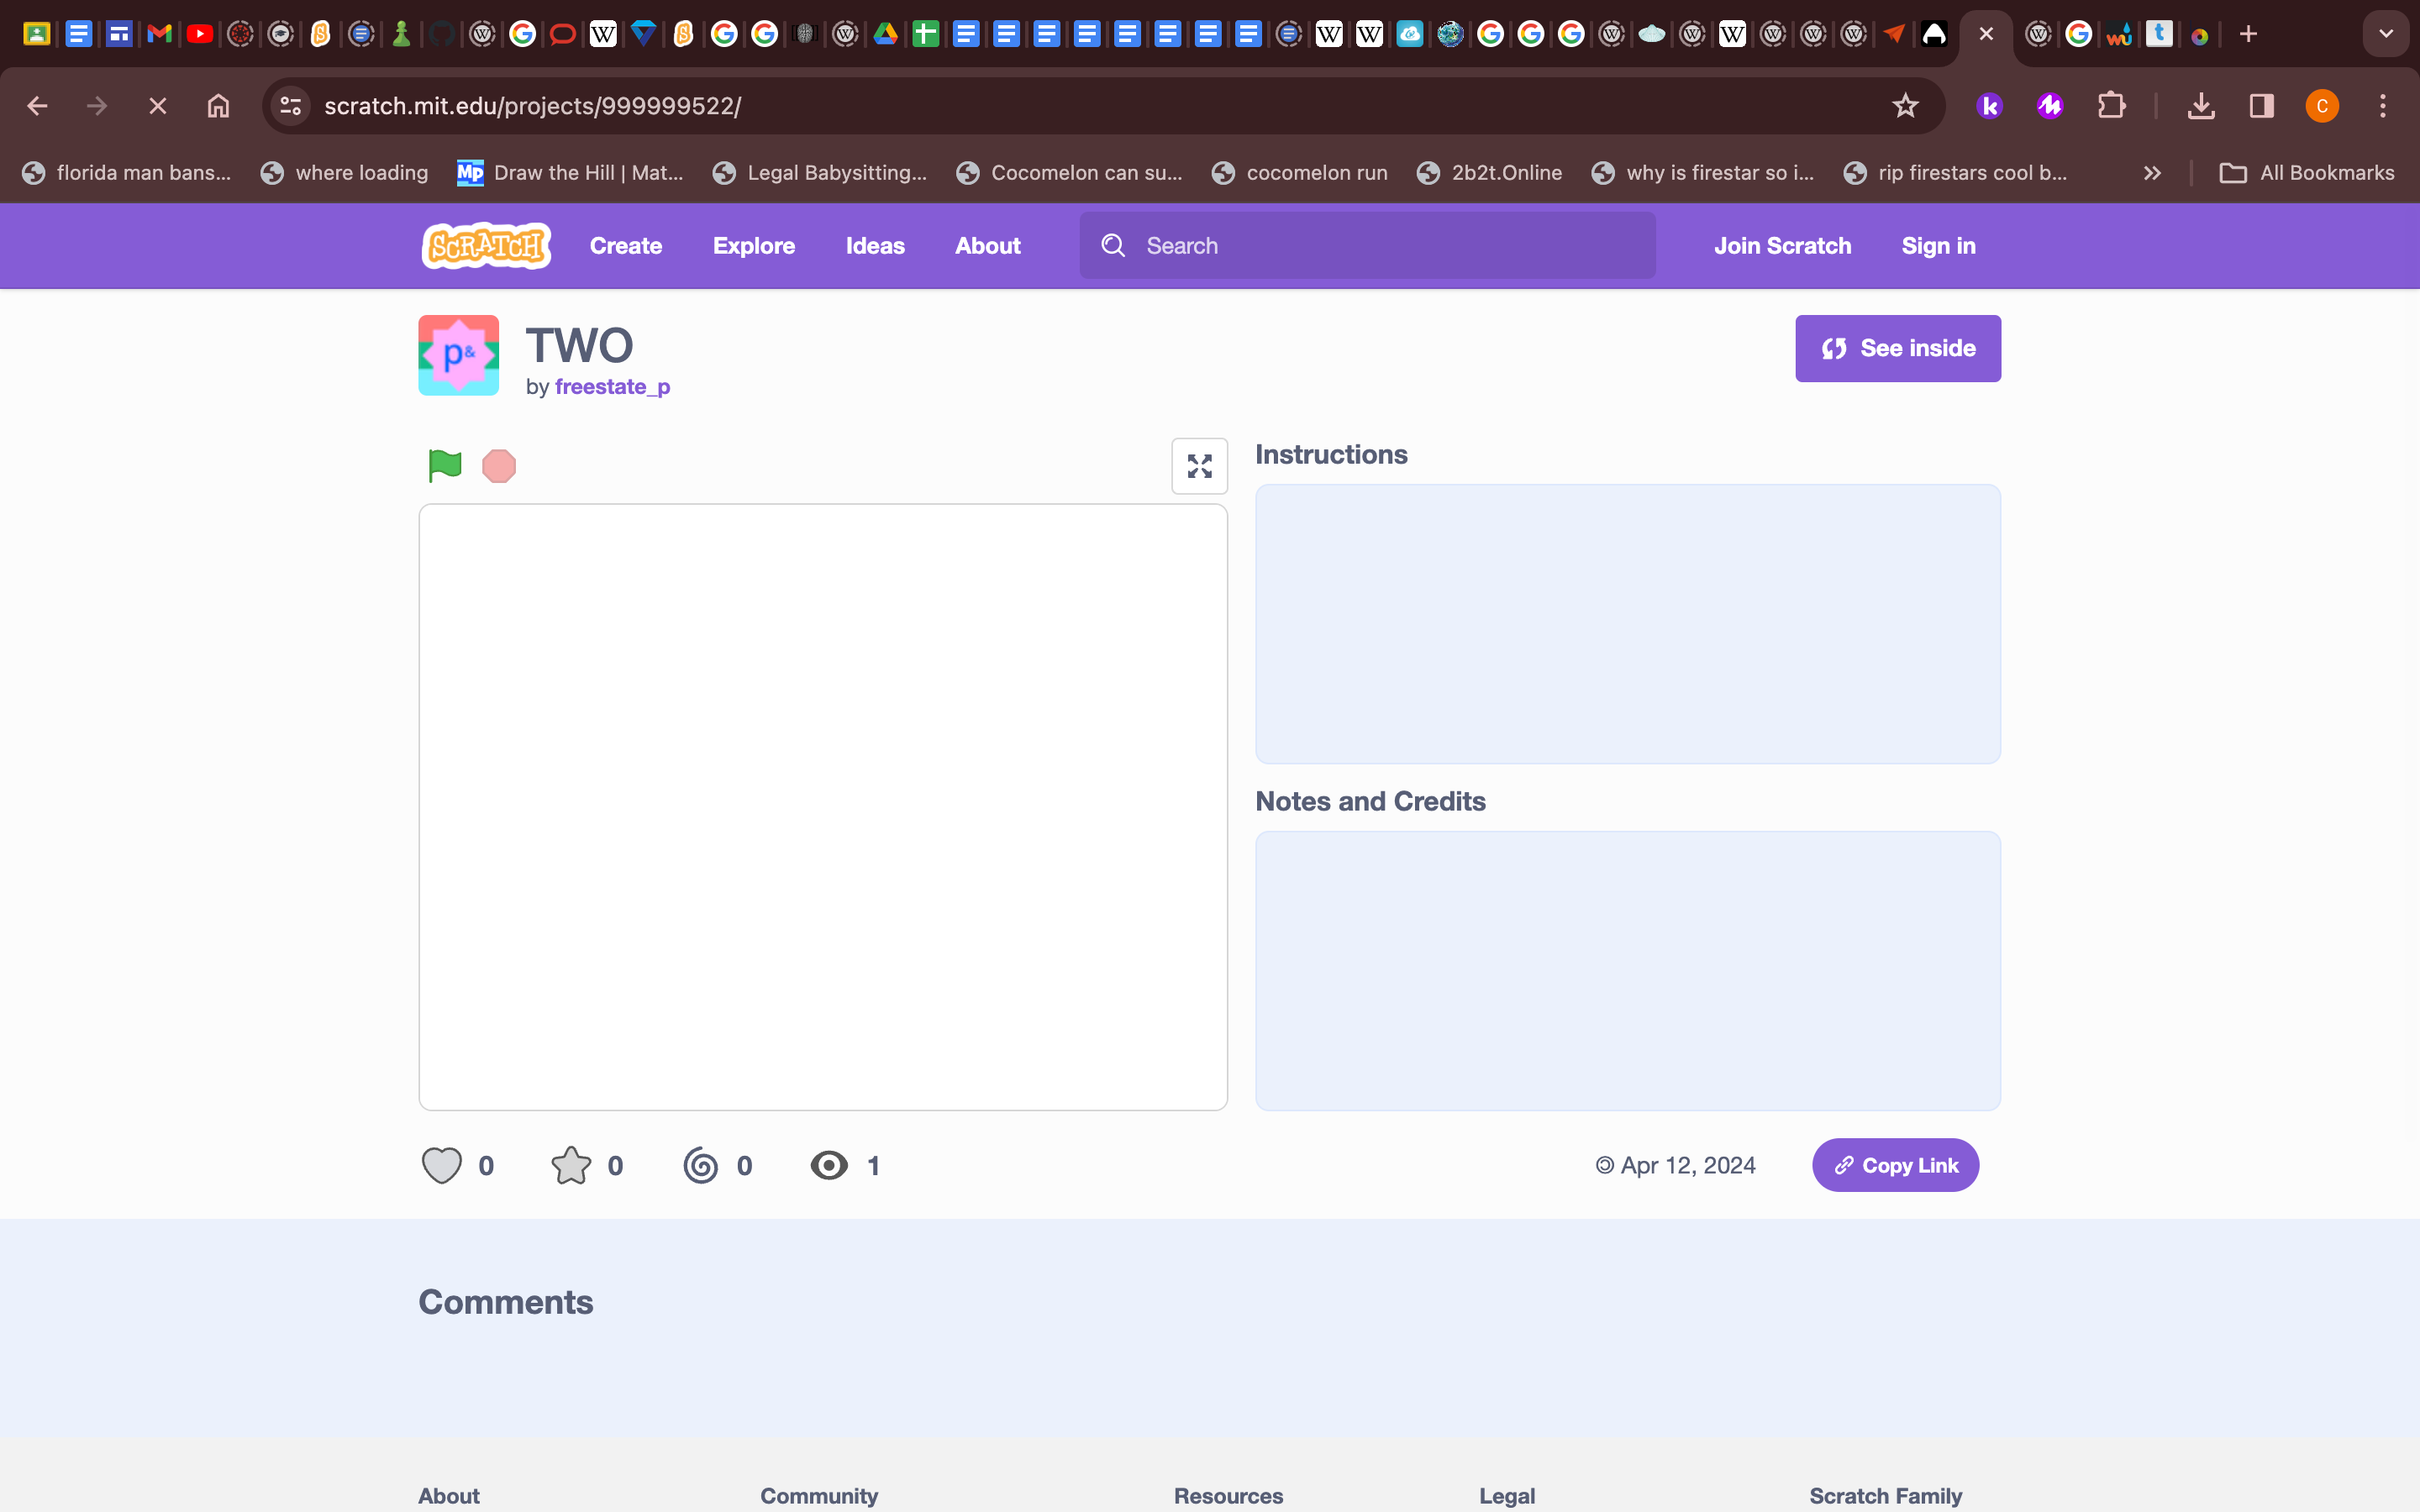 scratch.mit.edu/projects/999999522/
C
florida man bans...
where loading
Mp Draw the Hill | Mat...
Legal Babysitting...
Cocomelon can su...
cocomelon run
2b2t.Online
why is firestar so i...
rip firestars cool b...
All Bookmarks
SCRATCH
Create
Explore
Ideas
About
Search
Join Scratch
Sign in
p&
TWO
by freestate_p
See inside
Instructions
Notes and Credits
0
0
0
1
© Apr 12, 2024
Copy Link
Comments
About
Community
Resources
Legal
Scratch Family